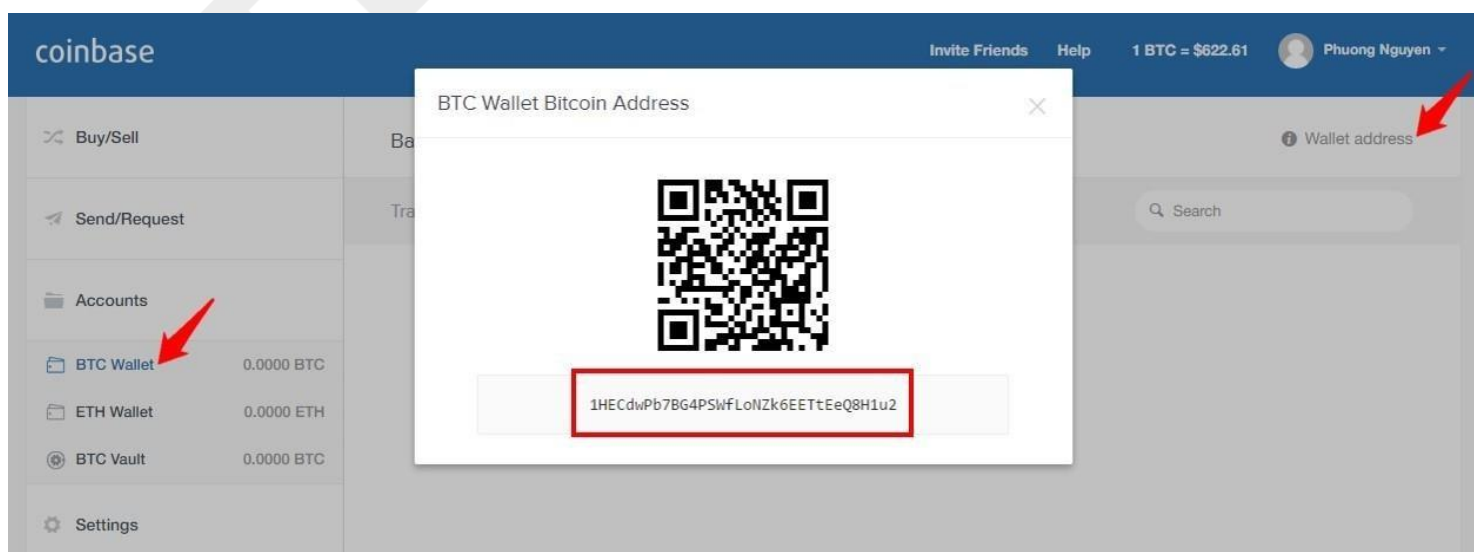 coinbase
Invite Friends Help 1 BTC = $622.61 Phuong Nguyen
BTC Wallet Bitcoin Address
Buy/Sell
Ba
Wallet address
Send/Request
Tra
Search
Accounts
BTC Wallet 0.0000 BTC
1HECdwPb7BG4PSWfLoNZk6EETtEeQ8H1u2
ETH Wallet 0.0000 ETH
BTC Vault 0.0000 BTC
Settings